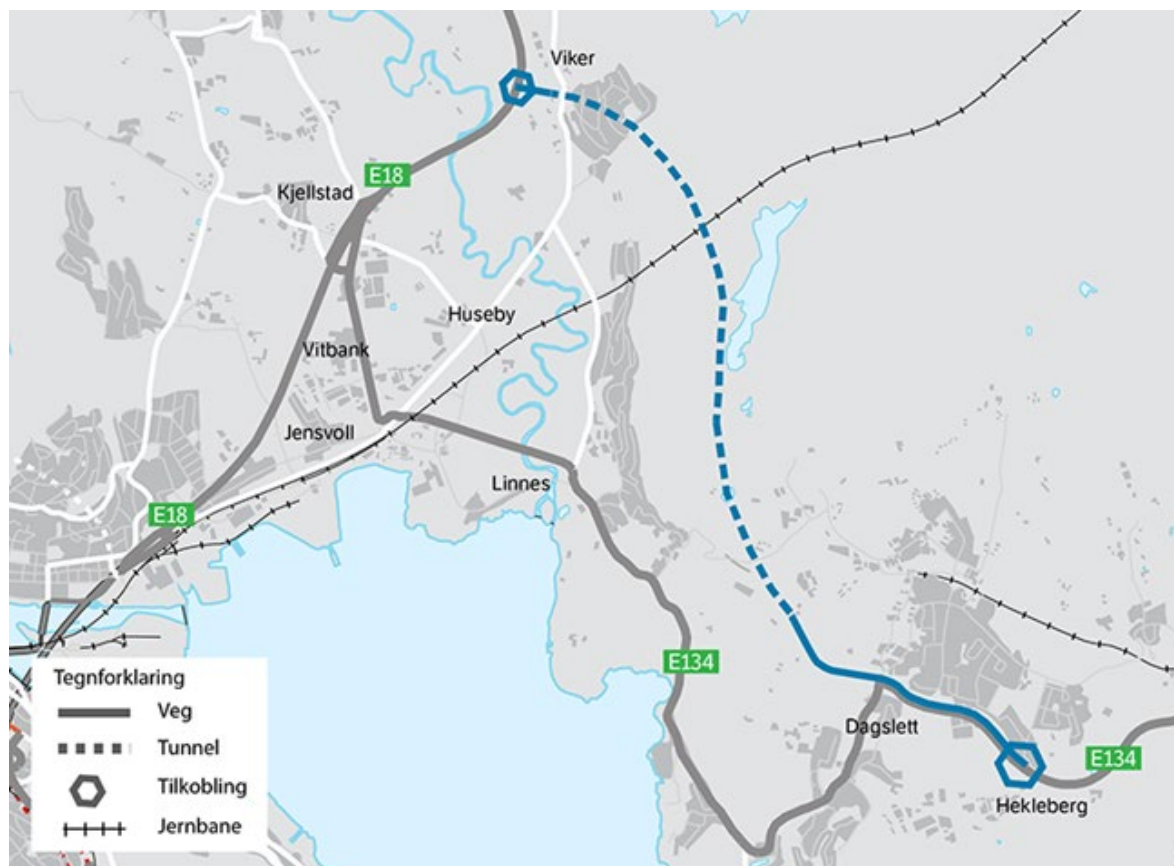 Viker
E18
Kjellstad
Huseby
Vitbank
Jensvoll
Linnes
E18
E134
Dagslett
E134
Hekleberg
Tegnforklaring
Veg
Tunnel
Tilkobling
Jernbane